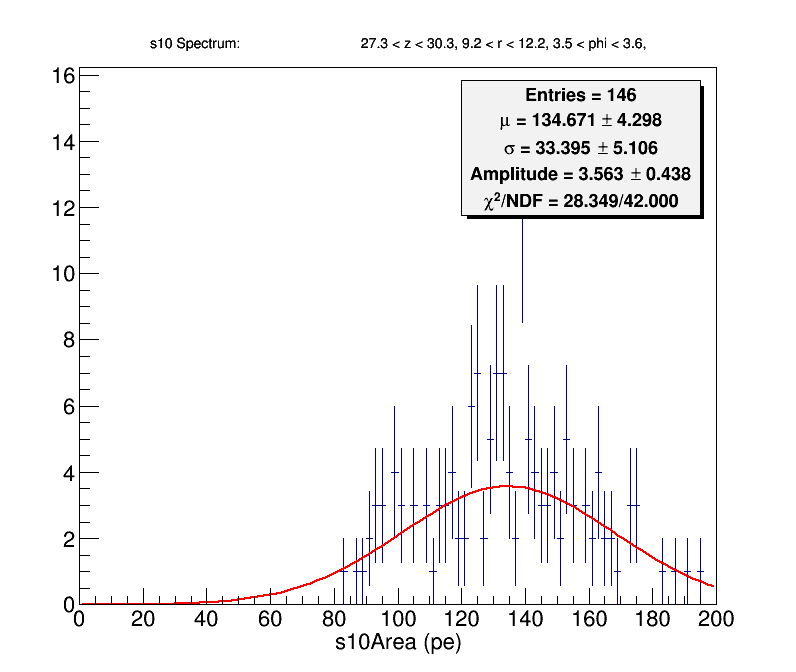 s10 Spectrum: 27.3 < z < 30.3, 9.2 < r < 12.2, 3.5 < phi < 3.6,
Entries = 146
μ = 134.671 ± 4.298
σ = 33.395 ± 5.106
Amplitude = 3.563 ± 0.438
χ²/NDF = 28.349/42.000
16
14
12
10
8
6
4
2
0
0 20 40 60 80 100 120 140 160 180 200
s10Area (pe)